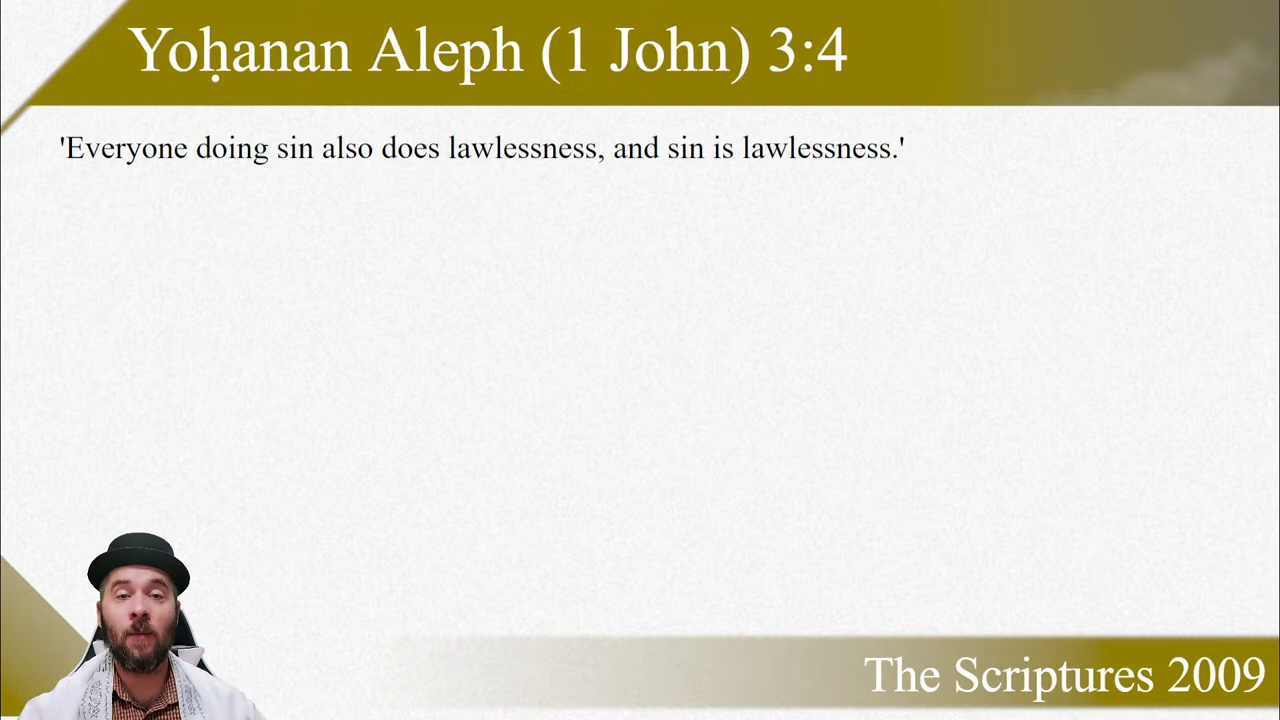 Yoḥanan Aleph (1 John) 3:4
'Everyone doing sin also does lawlessness, and sin is lawlessness.'
The Scriptures 2009